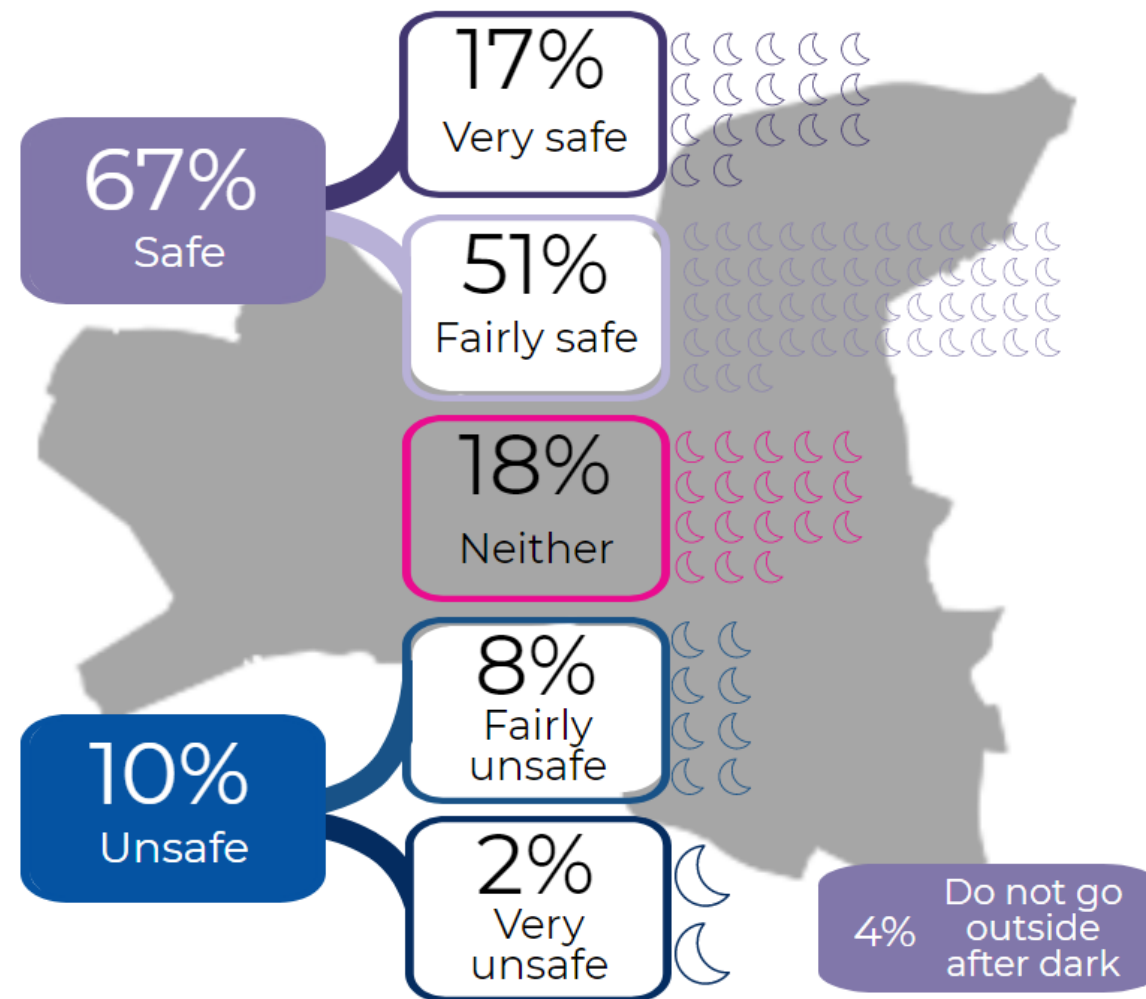 67%
Safe
17%
Very safe
51%
Fairly safe
18%
Neither
10%
Unsafe
8%
Fairly
unsafe
2%
Very
unsafe
4%
Do not go
outside
after dark